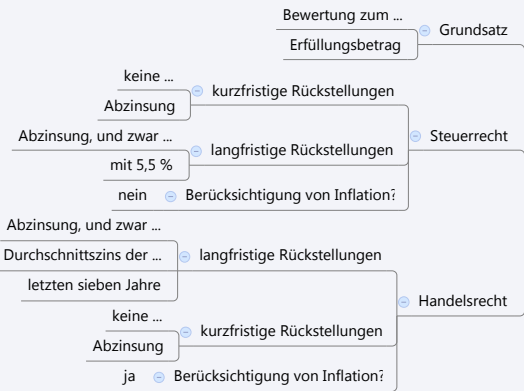 Bewertung zum ...
Erfüllungsbetrag
Grundsatz
keine ...
Abzinsung
kurzfristige Rückstellungen
Abzinsung, und zwar ...
mit 5,5 %
langfristige Rückstellungen
nein
Berücksichtigung von Inflation?
Steuerrecht
Abzinsung, und zwar ...
Durchschnittszins der ...
letzten sieben Jahre
langfristige Rückstellungen
keine ...
Abzinsung
kurzfristige Rückstellungen
ja
Berücksichtigung von Inflation?
Handelsrecht